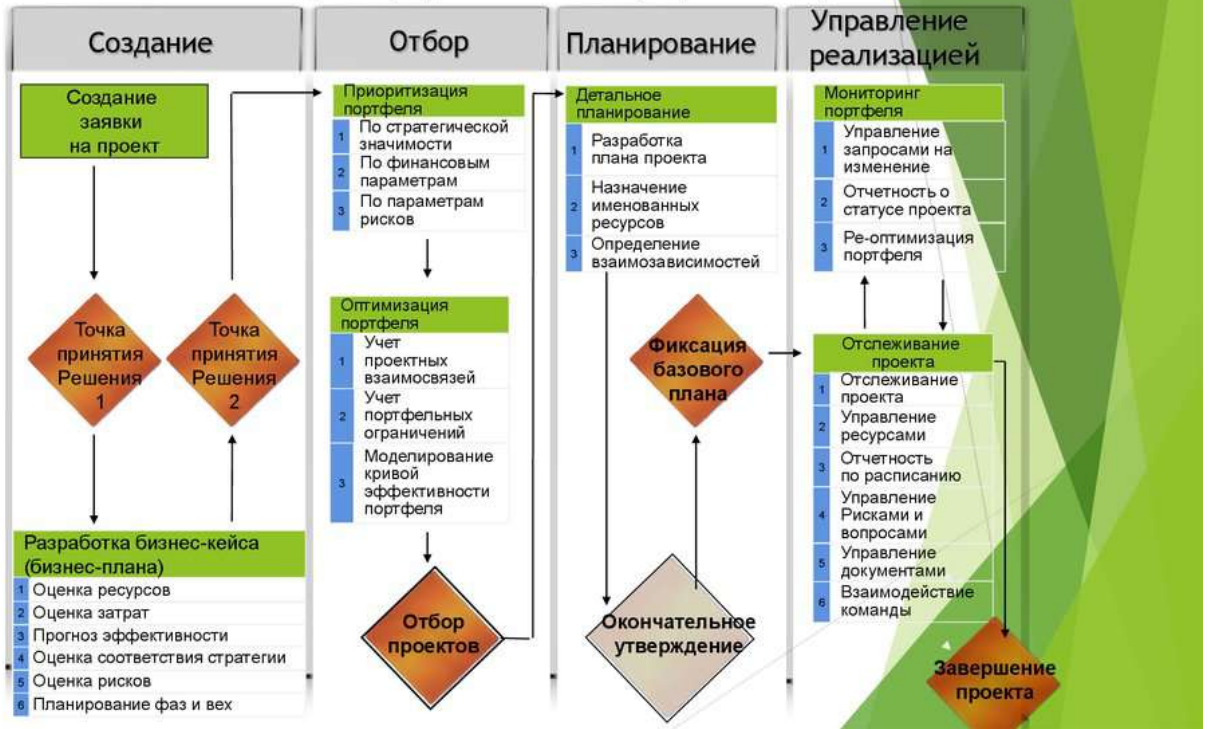 Создание
Создание
заявки
на проект
Точка
принятия
Решения
1
Точка
принятия
Решения
2
Разработка бизнес-кейса
(бизнес-плана)
1 Оценка ресурсов
2 Оценка затрат
3 Прогноз эффективности
4 Оценка соответствия стратегии
5 Оценка рисков
6 Планирование фаз и вех
Отбор
Приоритизация
портфеля
1 По стратегической
значимости
2 По финансовым
параметрам
3 По параметрам
рисков
Оптимизация
портфеля
1 Учет
проектных
взаимосвязей
2 Учет
портфельных
ограничений
3 Моделирование
кривой
эффективности
портфеля
Отбор
проектов
Планирование
Детальное
планирование
1 Разработка
плана проекта
2 Назначение
именованных
ресурсов
3 Определение
взаимозависимостей
Фиксация
базового
плана
Окончательное
утверждение
Управление
реализацией
Мониторинг
портфеля
1 Управление
запросами на
изменение
2 Отчетность о
статусе проекта
3 Ре-оптимизация
портфеля
Отслеживание
проекта
1 Отслеживание
проекта
2 Управление
ресурсами
3 Отчетность
по расписанию
4 Управление
Рисками и
вопросами
5 Управление
документами
6 Взаимодействие
команды
Завершение
проекта